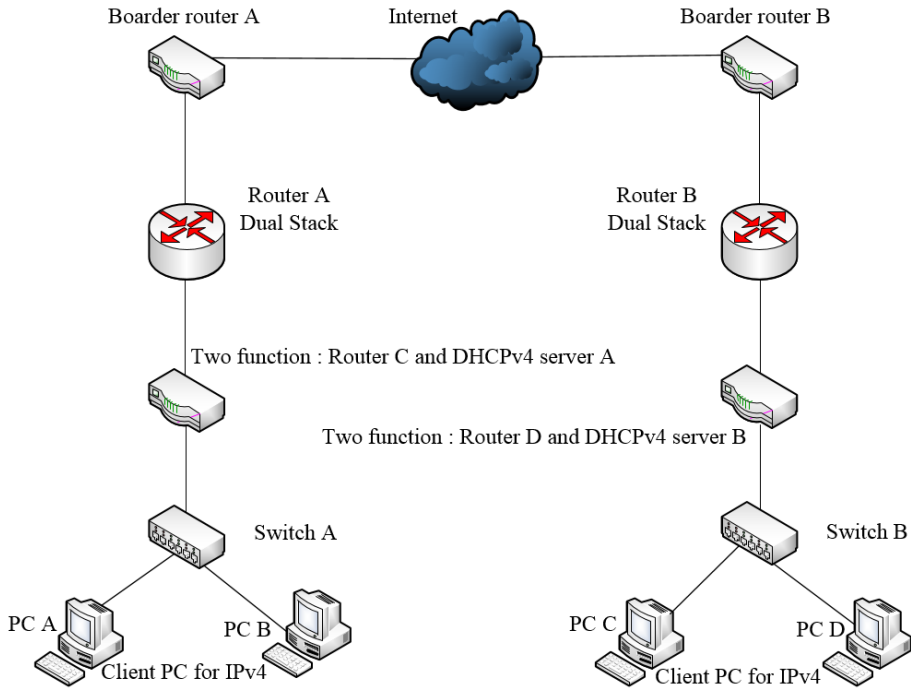 Boarder router A
Internet
Boarder router B
Router A
Dual Stack
Router B
Dual Stack
Two function : Router C and DHCPv4 server A
Two function : Router D and DHCPv4 server B
Switch A
Switch B
PC A
PC B
PC C
PC D
Client PC for IPv4
Client PC for IPv4